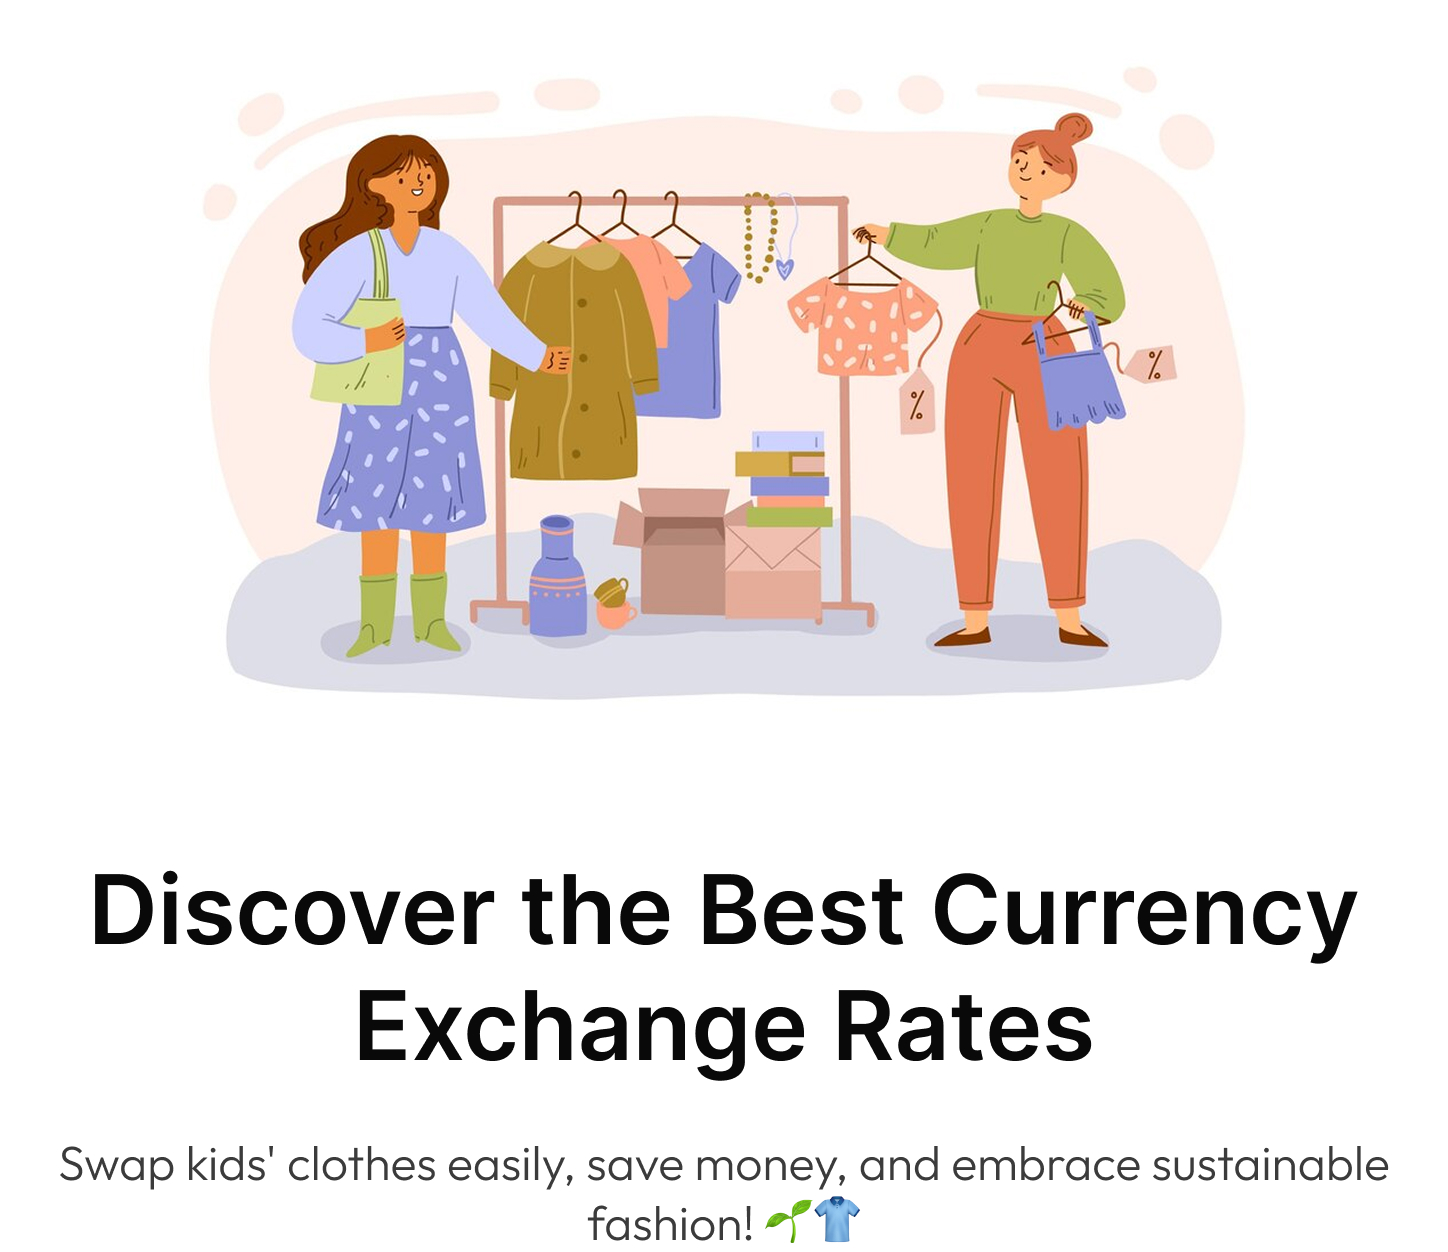 %
%
Discover the Best Currency
Exchange Rates
Swap kids' clothes easily, save money, and embrace sustainable
fashion! 🌱👕